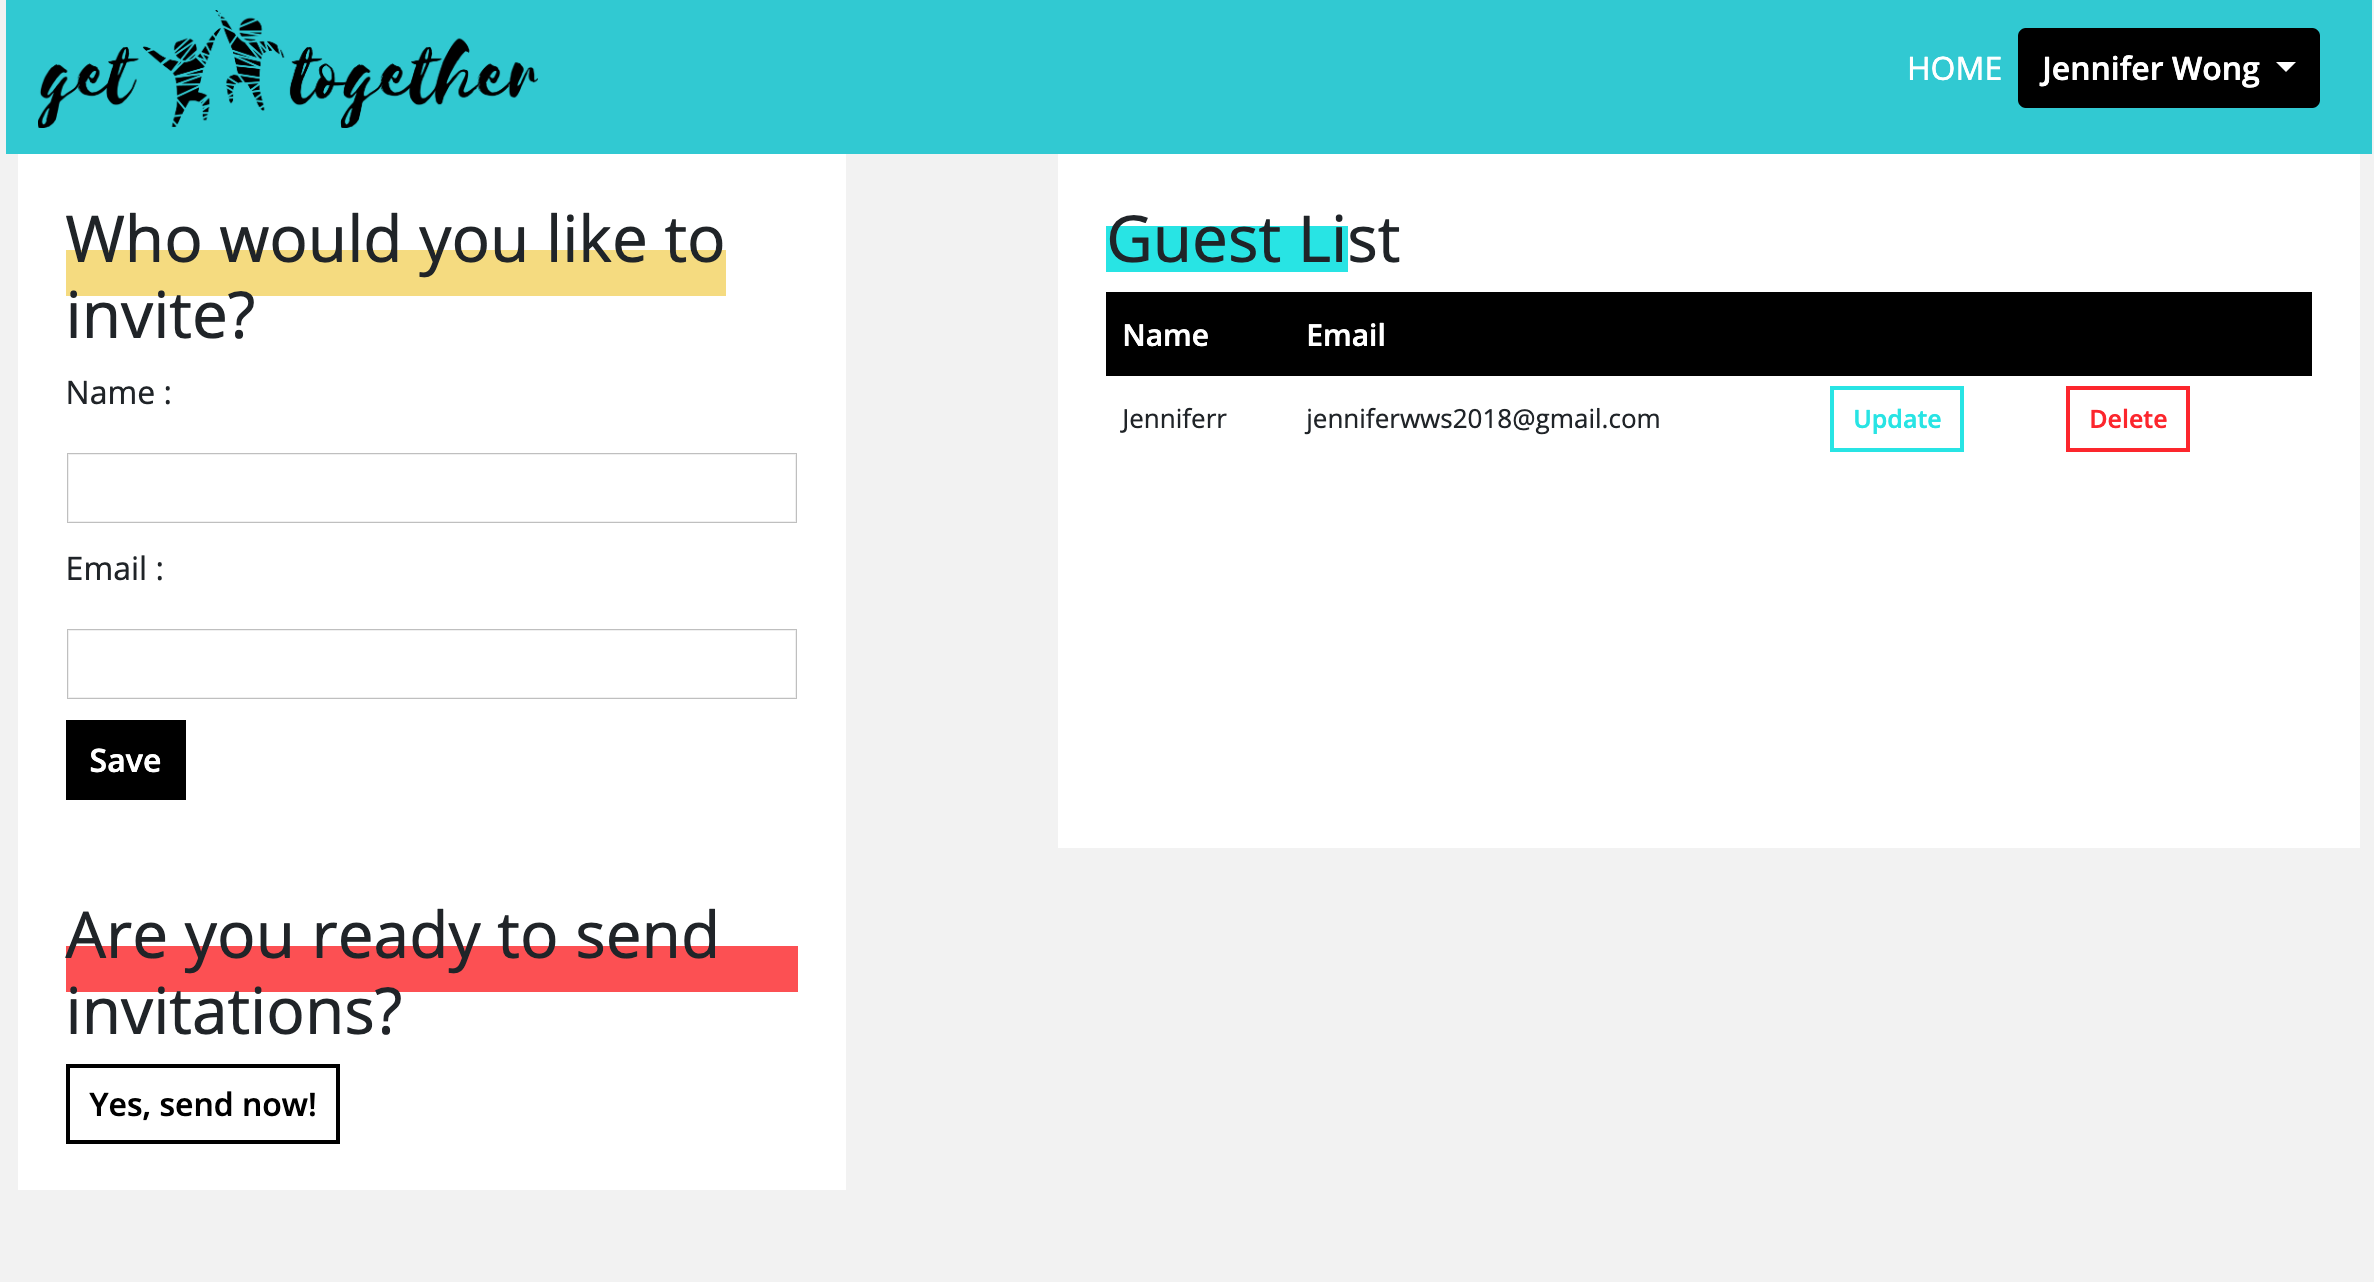 get together
HOME
Jennifer Wong
Who would you like to
invite?
Name :
Email :
Save
Are you ready to send
invitations?
Yes, send now!
Guest List
Name Email
Jenniferr jenniferwws2018@gmail.com Update Delete